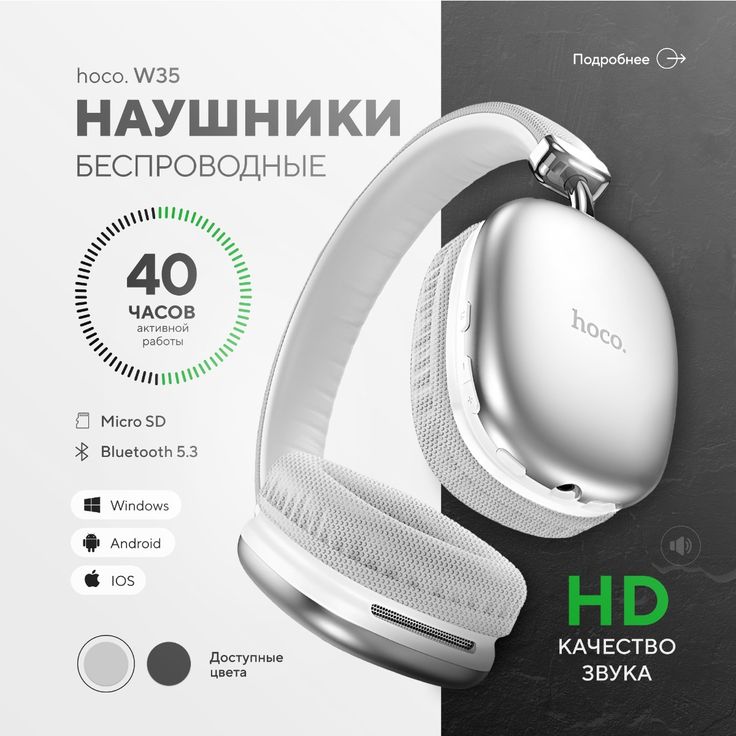 Подробнее
hoco. W35
НАУШНИКИ
БЕСПРОВОДНЫЕ
40
ЧАСОВ
активной
работы
Micro SD
Bluetooth 5.3
Windows
Android
IOS
Доступные
цвета
hoco.
HD
КАЧЕСТВО
ЗВУКА